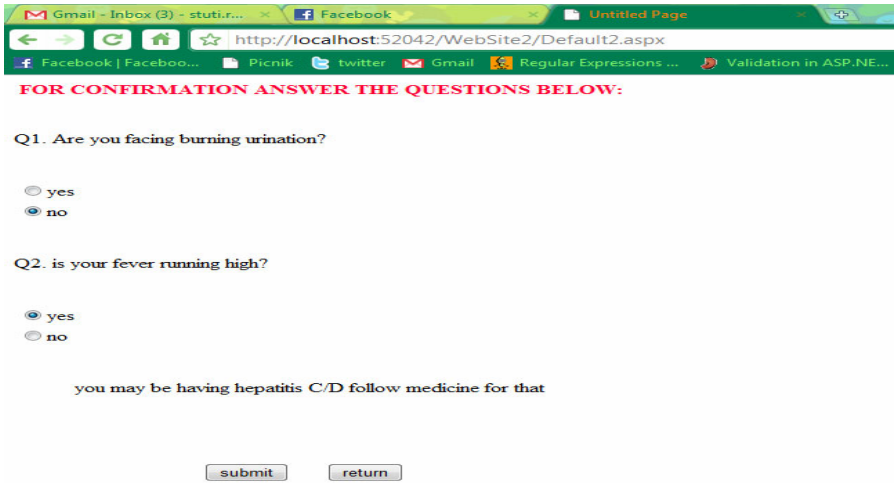 Gmail - Inbox (3) - stuti.r... Facebook Untitled Page
http://localhost:52042/WebSite2/Default2.aspx
Facebook | Faceboo... Picnik twitter Gmail Regular Expressions ... Validation in ASP.NE...
FOR CONFIRMATION ANSWER THE QUESTIONS BELOW:
Q1. Are you facing burning urination?
yes
no
Q2. is your fever running high?
yes
no
you may be having hepatitis C/D follow medicine for that
submit return